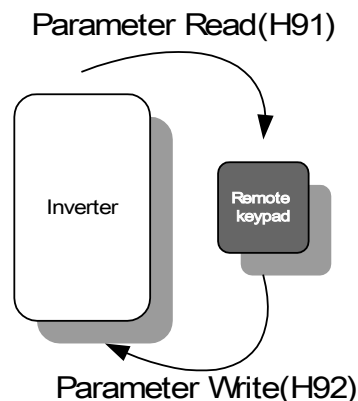 Parameter Read(H91)
Inverter
Remote
keypad
Parameter Write(H92)